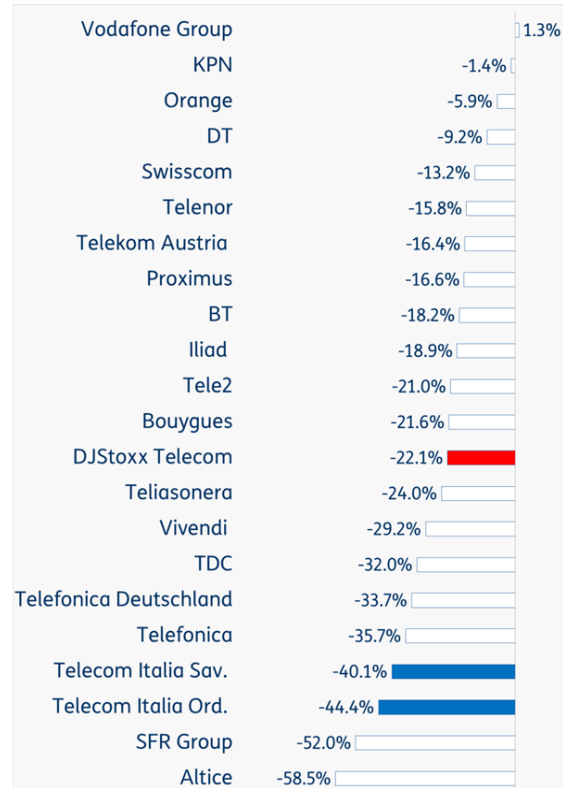 Vodafone Group 1.3%
KPN -1.4%
Orange -5.9%
DT -9.2%
Swisscom -13.2%
Telenor -15.8%
Telekom Austria -16.4%
Proximus -16.6%
BT -18.2%
Iliad -18.9%
Tele2 -21.0%
Bouygues -21.6%
DJStoxx Telecom -22.1%
Teliasonera -24.0%
Vivendi -29.2%
TDC -32.0%
Telefonica Deutschland -33.7%
Telefonica -35.7%
Telecom Italia Sav. -40.1%
Telecom Italia Ord. -44.4%
SFR Group -52.0%
Altice -58.5%